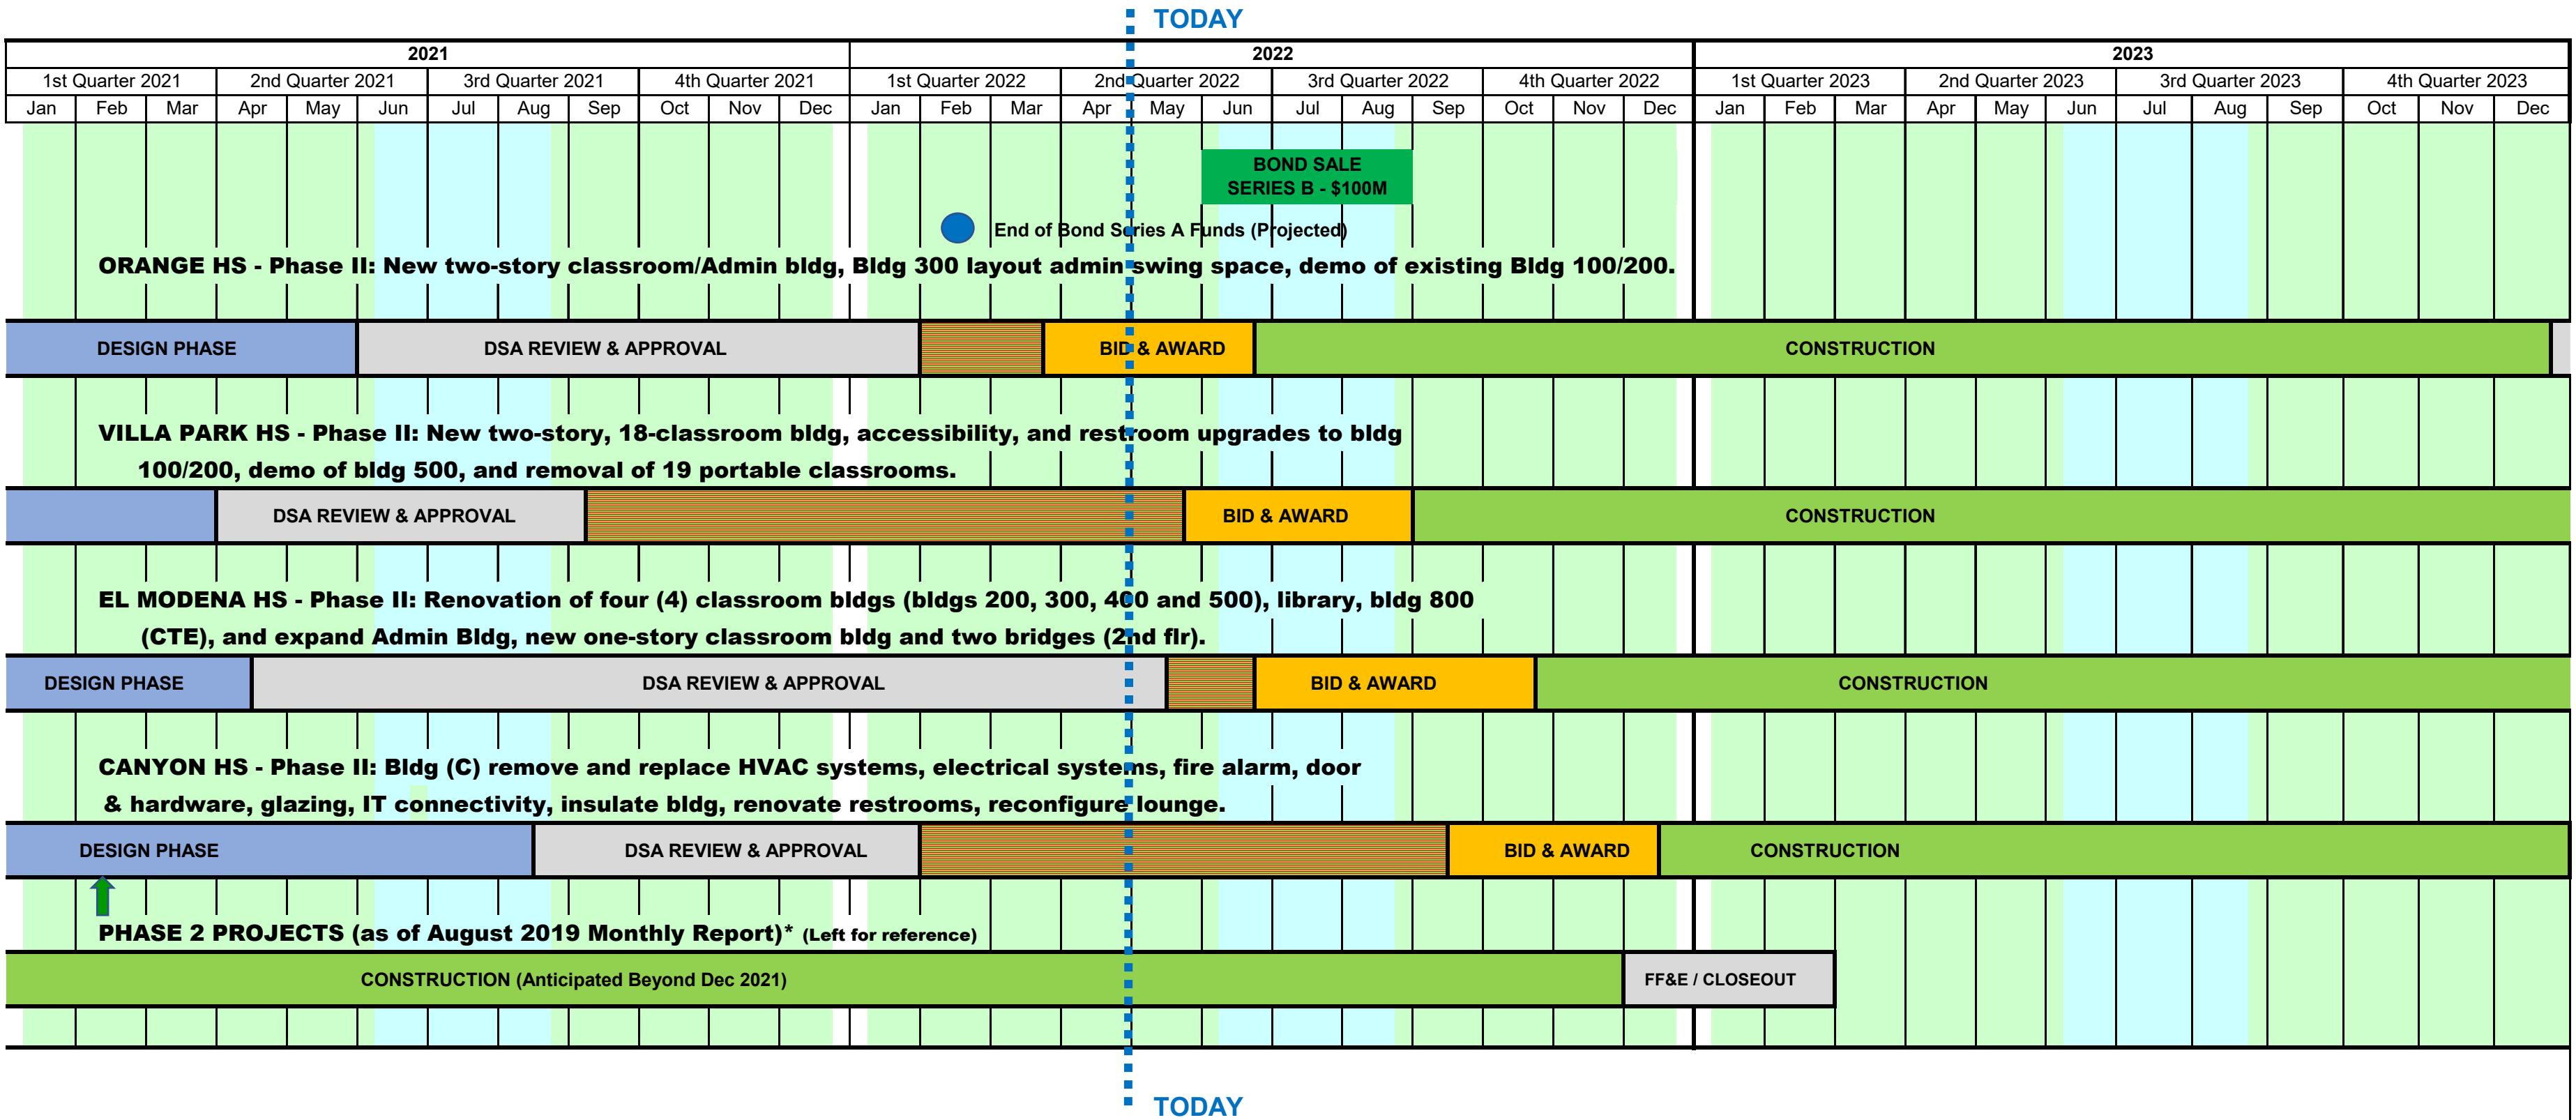 TODAY
2021 2022 2023
1st Quarter 2021 2nd Quarter 2021 3rd Quarter 2021 4th Quarter 2021 1st Quarter 2022 2nd Quarter 2022 3rd Quarter 2022 4th Quarter 2022 1st Quarter 2023 2nd Quarter 2023 3rd Quarter 2023 4th Quarter 2023
Jan Feb Mar Apr May Jun Jul Aug Sep Oct Nov Dec Jan Feb Mar Apr May Jun Jul Aug Sep Oct Nov Dec Jan Feb Mar Apr May Jun Jul Aug Sep Oct Nov Dec
BOND SALE
SERIES B - $100M
End of Bond Series A Funds (Projected)
ORANGE HS - Phase II: New two-story classroom/Admin bldg, Bldg 300 layout admin swing space, demo of existing Bldg 100/200.
DESIGN PHASE DSA REVIEW & APPROVAL BID & AWARD CONSTRUCTION
VILLA PARK HS - Phase II: New two-story, 18-classroom bldg, accessibility, and restroom upgrades to bldg
100/200, demo of bldg 500, and removal of 19 portable classrooms.
DSA REVIEW & APPROVAL BID & AWARD CONSTRUCTION
EL MODENA HS - Phase II: Renovation of four (4) classroom bldgs (bldgs 200, 300, 400 and 500), library, bldg 800
(CTE), and expand Admin Bldg, new one-story classroom bldg and two bridges (2nd flr).
DESIGN PHASE DSA REVIEW & APPROVAL BID & AWARD CONSTRUCTION
CANYON HS - Phase II: Bldg (C) remove and replace HVAC systems, electrical systems, fire alarm, door
& hardware, glazing, IT connectivity, insulate bldg, renovate restrooms, reconfigure lounge.
DESIGN PHASE DSA REVIEW & APPROVAL BID & AWARD CONSTRUCTION
PHASE 2 PROJECTS (as of August 2019 Monthly Report)* (Left for reference)
CONSTRUCTION (Anticipated Beyond Dec 2021) FF&E / CLOSEOUT
TODAY